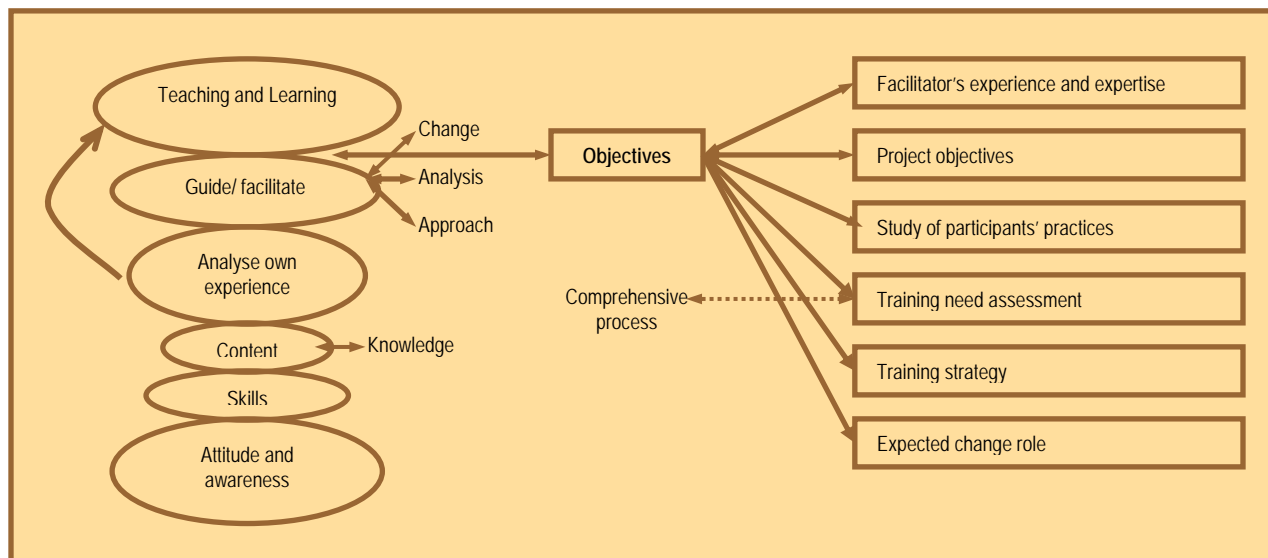 Teaching and Learning
Guide/ facilitate
Analyse own
experience
Content
Skills
Attitude and
awareness
Change
Analysis
Approach
Knowledge
Objectives
Comprehensive
process
Facilitator's experience and expertise
Project objectives
Study of participants' practices
Training need assessment
Training strategy
Expected change role